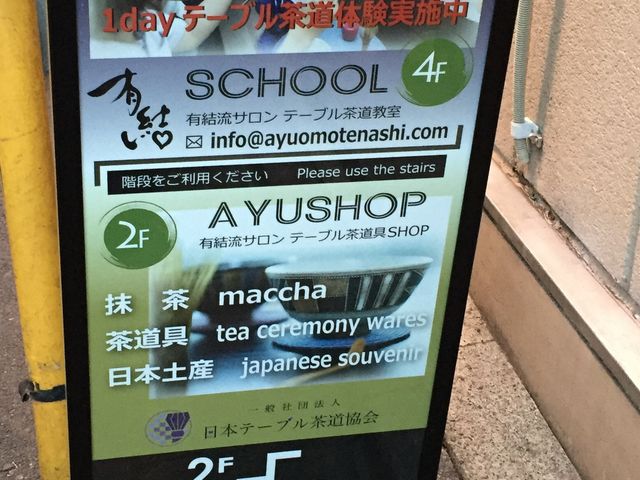 1dayテーブル茶道体験実施中
有結い
SCHOOL 4F
有結流サロン テーブル茶道教室
✉ info@ayuomotenashi.com
階段をご利用ください Please use the stairs
2F AYUSHOP
有結流サロン テーブル茶道具SHOP
抹茶 maccha
茶道具 tea ceremony wares
日本土産 japanese souvenir
一般社団法人
日本テーブル茶道協会
2F